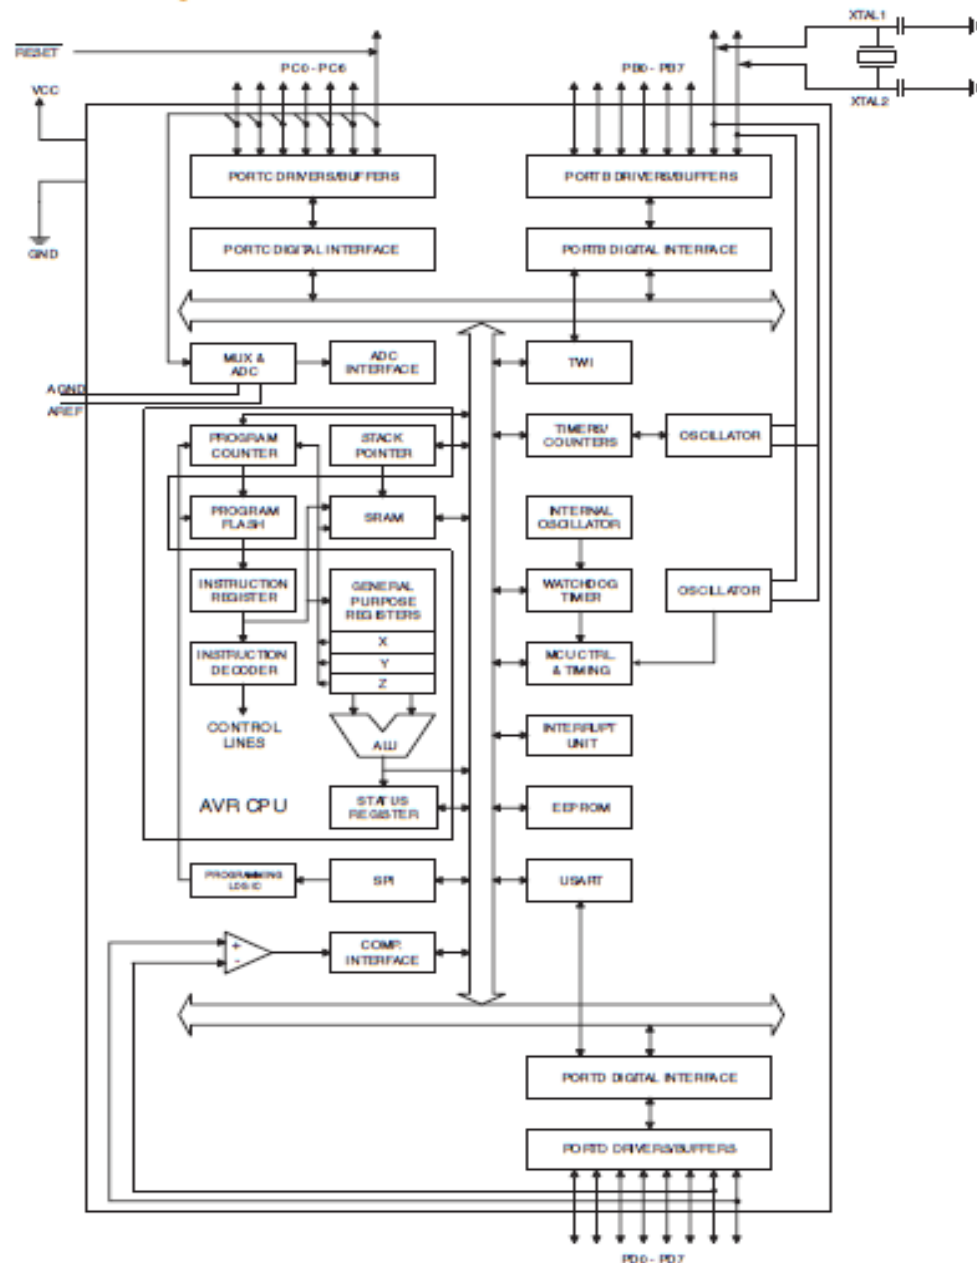 XTAL1
RESET
PC0 - PC6
PB0 - PB7
VCC
XTAL2
PORTC DRIVERS/BUFFERS
PORTB DRIVERS/BUFFERS
GND
PORTC DIGITAL INTERFACE
PORTB DIGITAL INTERFACE
MUX &
ADC
ADC
INTERFACE
TWI
AGND
AREF
PROGRAM
COUNTER
STACK
POINTER
TIMERS/
COUNTERS
OSCILLATOR
PROGRAM
FLASH
SRAM
INTERNAL
OSCILLATOR
INSTRUCTION
REGISTER
GENERAL
PURPOSE
REGISTERS
WATCHDOG
TIMER
OSCILLATOR
X
INSTRUCTION
DECODER
Y
MCU CTRL.
& TIMING
Z
CONTROL
LINES
ALU
INTERRUPT
UNIT
AVR CPU
STATUS
REGISTER
EEPROM
PROGRAMMING
LOGIC
SPI
USART
+
-
COMP.
INTERFACE
PORTD DIGITAL INTERFACE
PORTD DRIVERS/BUFFERS
PD0 - PD7